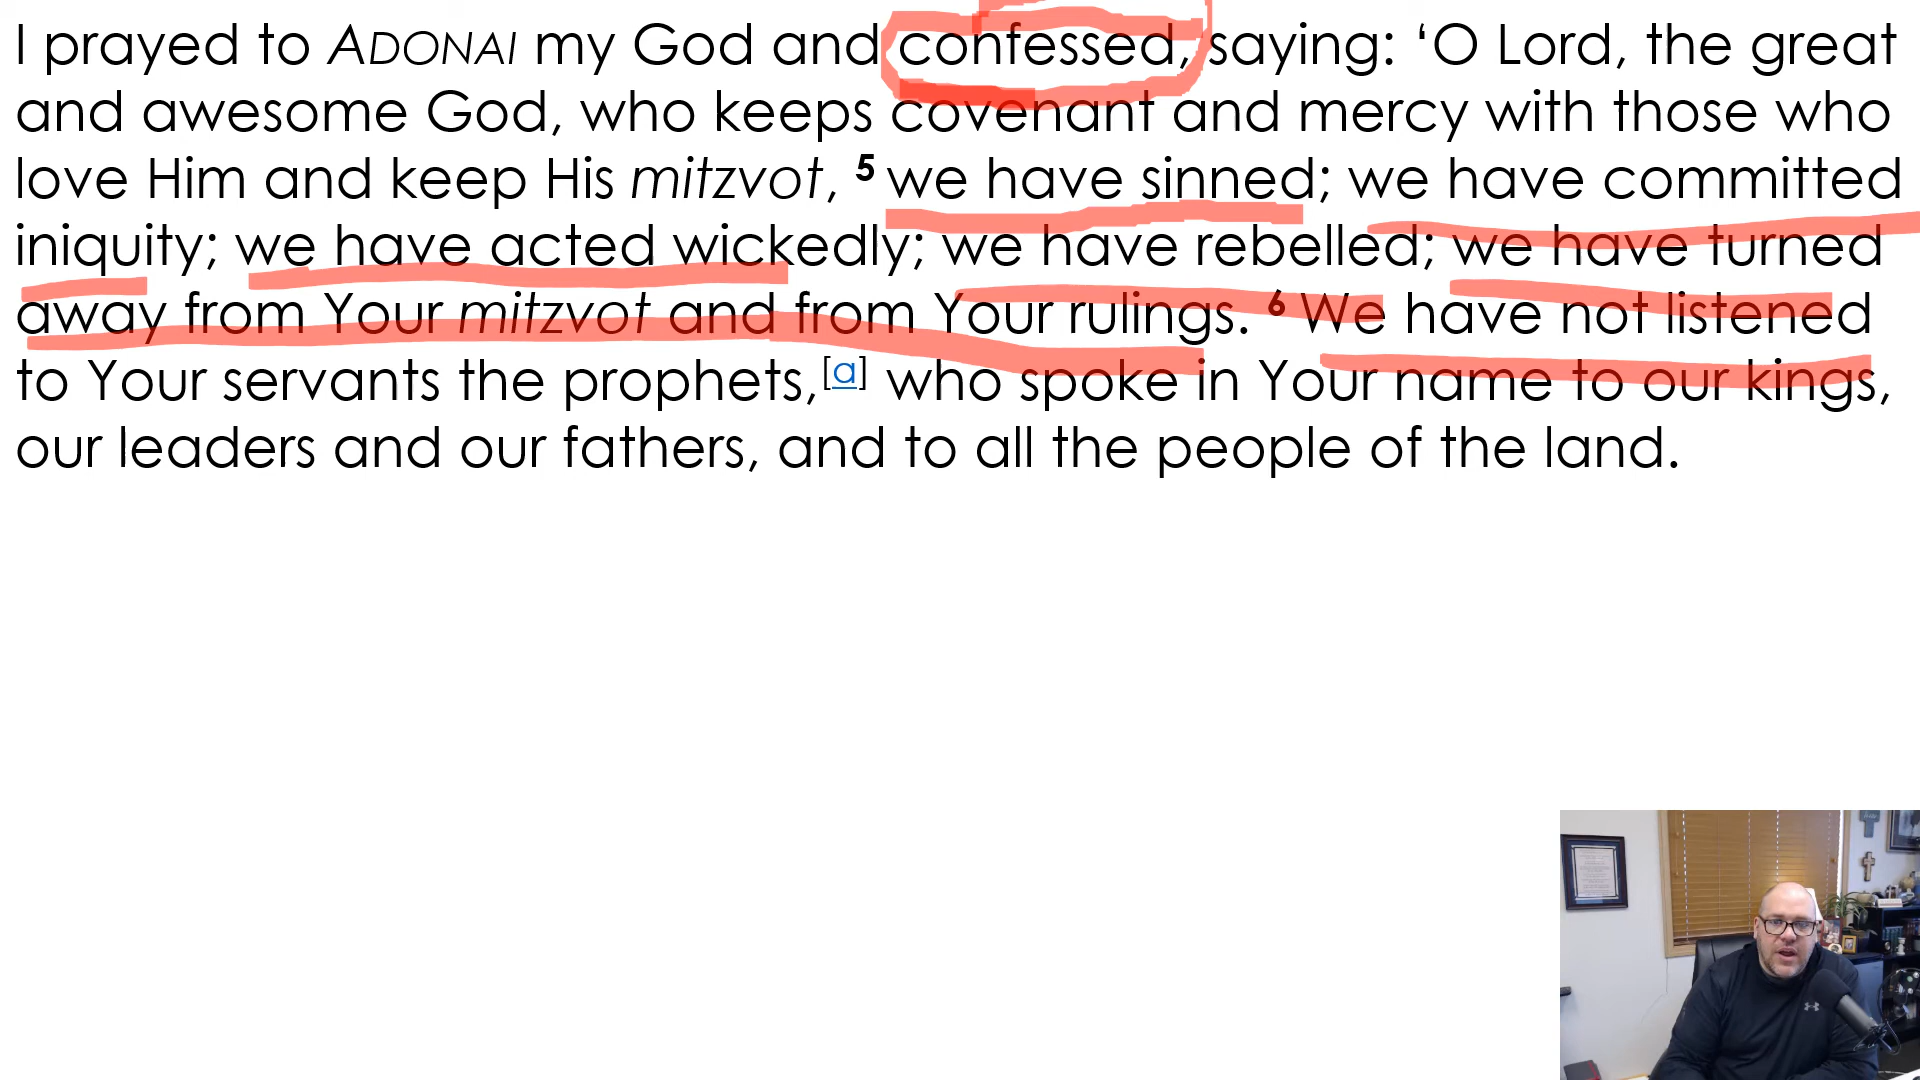 I prayed to ADONAI my God and confessed, saying: ‘O Lord, the great
and awesome God, who keeps covenant and mercy with those who
love Him and keep His mitzvot, 5 we have sinned; we have committed
iniquity; we have acted wickedly; we have rebelled; we have turned
away from Your mitzvot and from Your rulings. 6 We have not listened
to Your servants the prophets,[a] who spoke in Your name to our kings,
our leaders and our fathers, and to all the people of the land.